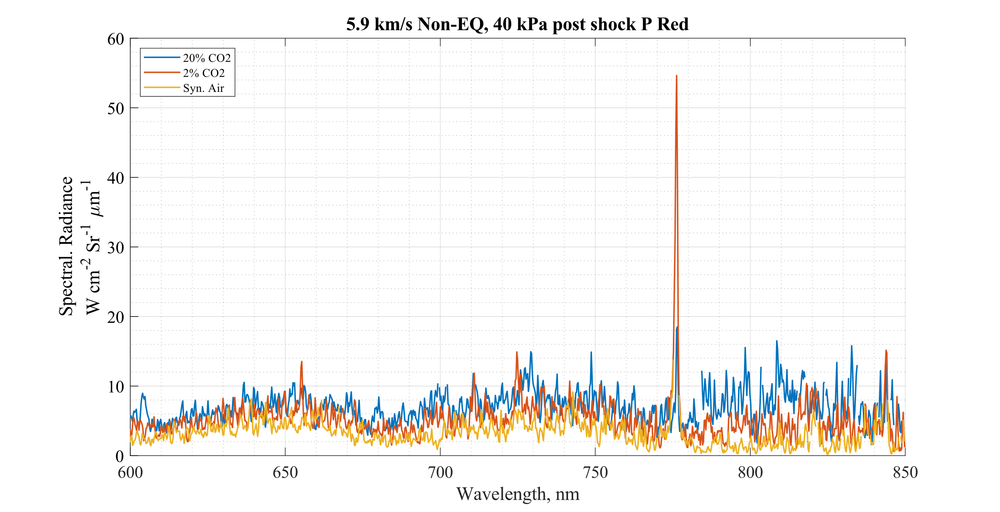 5.9 km/s Non-EQ, 40 kPa post shock P Red
60
50
40
30
20
10
0
20% CO2
2% CO2
Syn. Air
Spectral. Radiance
W cm-2 Sr-1 μm-1
600 650 700 750 800 850
Wavelength, nm